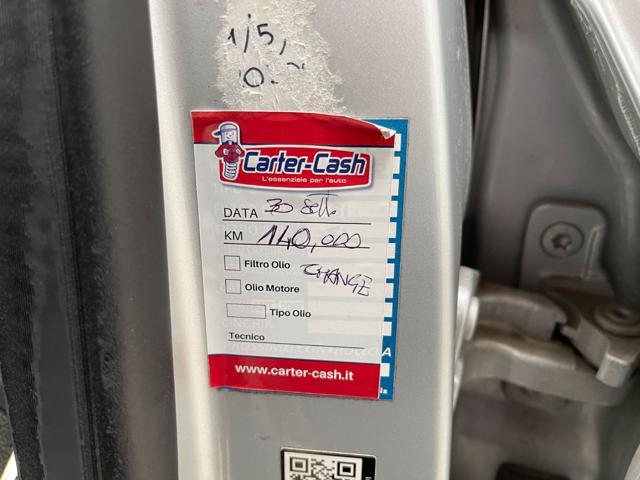 1/5,
Carter-Cash
L'essenziale per l'auto
DATA 30 Sett.
KM 140,000
Filtro Olio CHANGE
Olio Motore
Tipo Olio
Tecnico
www.carter-cash.it